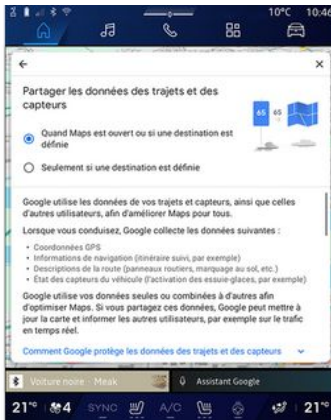 10°C 10:46
Partager les données des trajets et des
capteurs
65 65
Quand Maps est ouvert ou si une destination est
définie
Seulement si une destination est définie
Google utilise les données de vos trajets et capteurs, ainsi que celles
d'autres utilisateurs, afin d'améliorer Maps pour tous.
Lorsque vous conduisez, Google collecte les données suivantes :
• Coordonnées GPS
• Informations de navigation (itinéraire suivi, par exemple)
• Descriptions de la route (panneaux routiers, marquage au sol, etc.)
• État des capteurs du véhicule (l'activation des essuie-glaces, par exemple)
Google utilise vos données seules ou combinées à d'autres afin
d'optimiser Maps. Si vous partagez ces données, Google peut mettre à
jour la carte et informer les autres utilisateurs, par exemple sur le trafic
en temps réel.
Comment Google protège les données des trajets et des capteurs
Voiture noire · Meak
Assistant Google
21°C 4 SYNC A/C 21°C